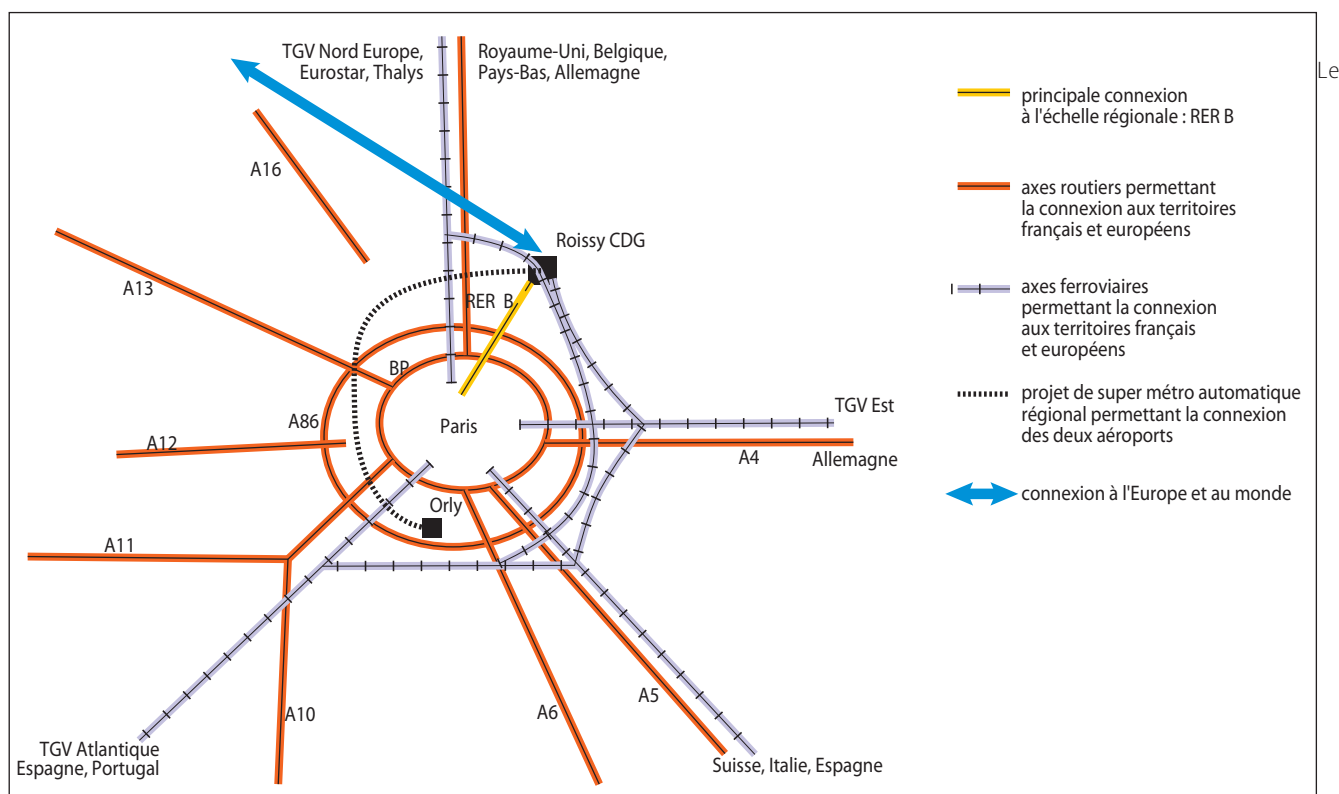 TGV Nord Europe,
Eurostar, Thalys
Royaume-Uni, Belgique,
Pays-Bas, Allemagne
A16
Roissy CDG
A13
RER B
BP
A86
Paris
A12
TGV Est
A4
Allemagne
Orly
A11
A10
A6
A5
TGV Atlantique
Espagne, Portugal
Suisse, Italie, Espagne
principale connexion
à l'échelle régionale : RER B
axes routiers permettant
la connexion aux territoires
français et européens
axes ferroviaires
permettant la connexion
aux territoires français
et européens
projet de super métro automatique
régional permettant la connexion
des deux aéroports
connexion à l'Europe et au monde
Le